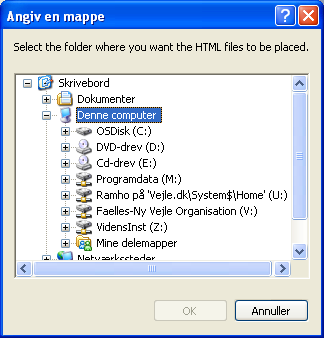 Angiv en mappe
Select the folder where you want the HTML files to be placed.
Skrivebord
Dokumenter
Denne computer
OSDisk (C:)
DVD-drev (D:)
Cd-drev (E:)
Programdata (M:)
Ramho på 'Vejle.dk\System$\Home' (U:)
Faelles-Ny Vejle Organisation (V:)
VidensInst (Z:)
Mine delemapper
Netværkssteder
OK
Annuller